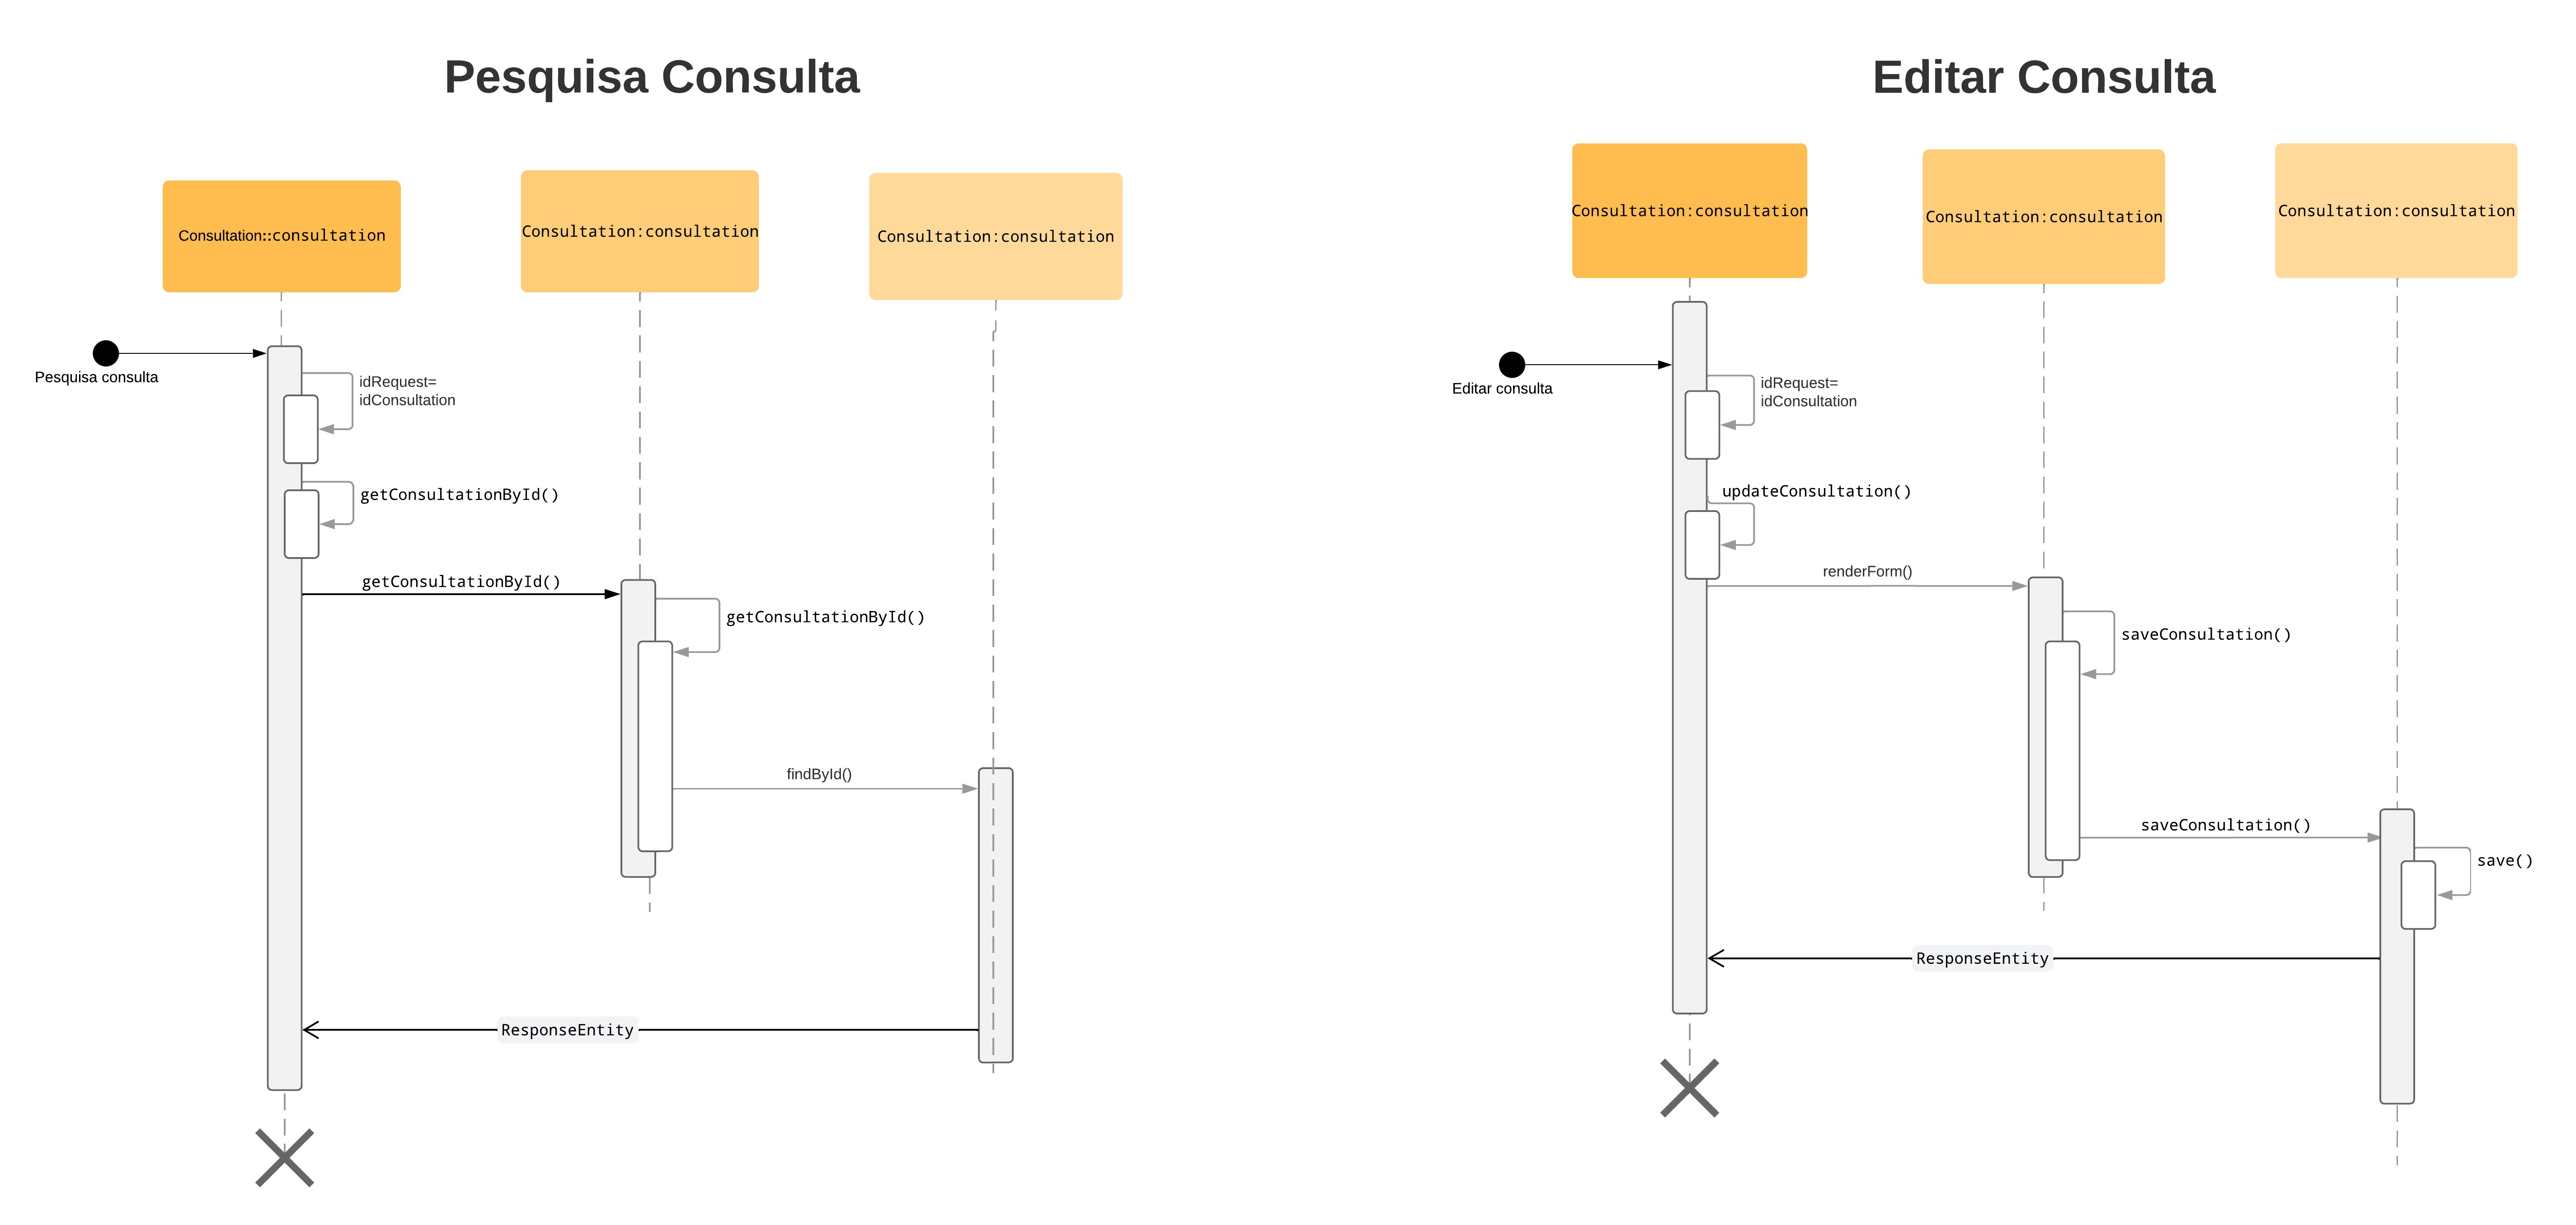 Pesquisa Consulta
Consultation::consultation
Consultation:consultation
Consultation:consultation
Pesquisa consulta
idRequest=
idConsultation
getConsultationById()
getConsultationById()
getConsultationById()
findById()
ResponseEntity
Editar Consulta
Consultation:consultation
Consultation:consultation
Consultation:consultation
Editar consulta
idRequest=
idConsultation
updateConsultation()
renderForm()
saveConsultation()
saveConsultation()
save()
ResponseEntity